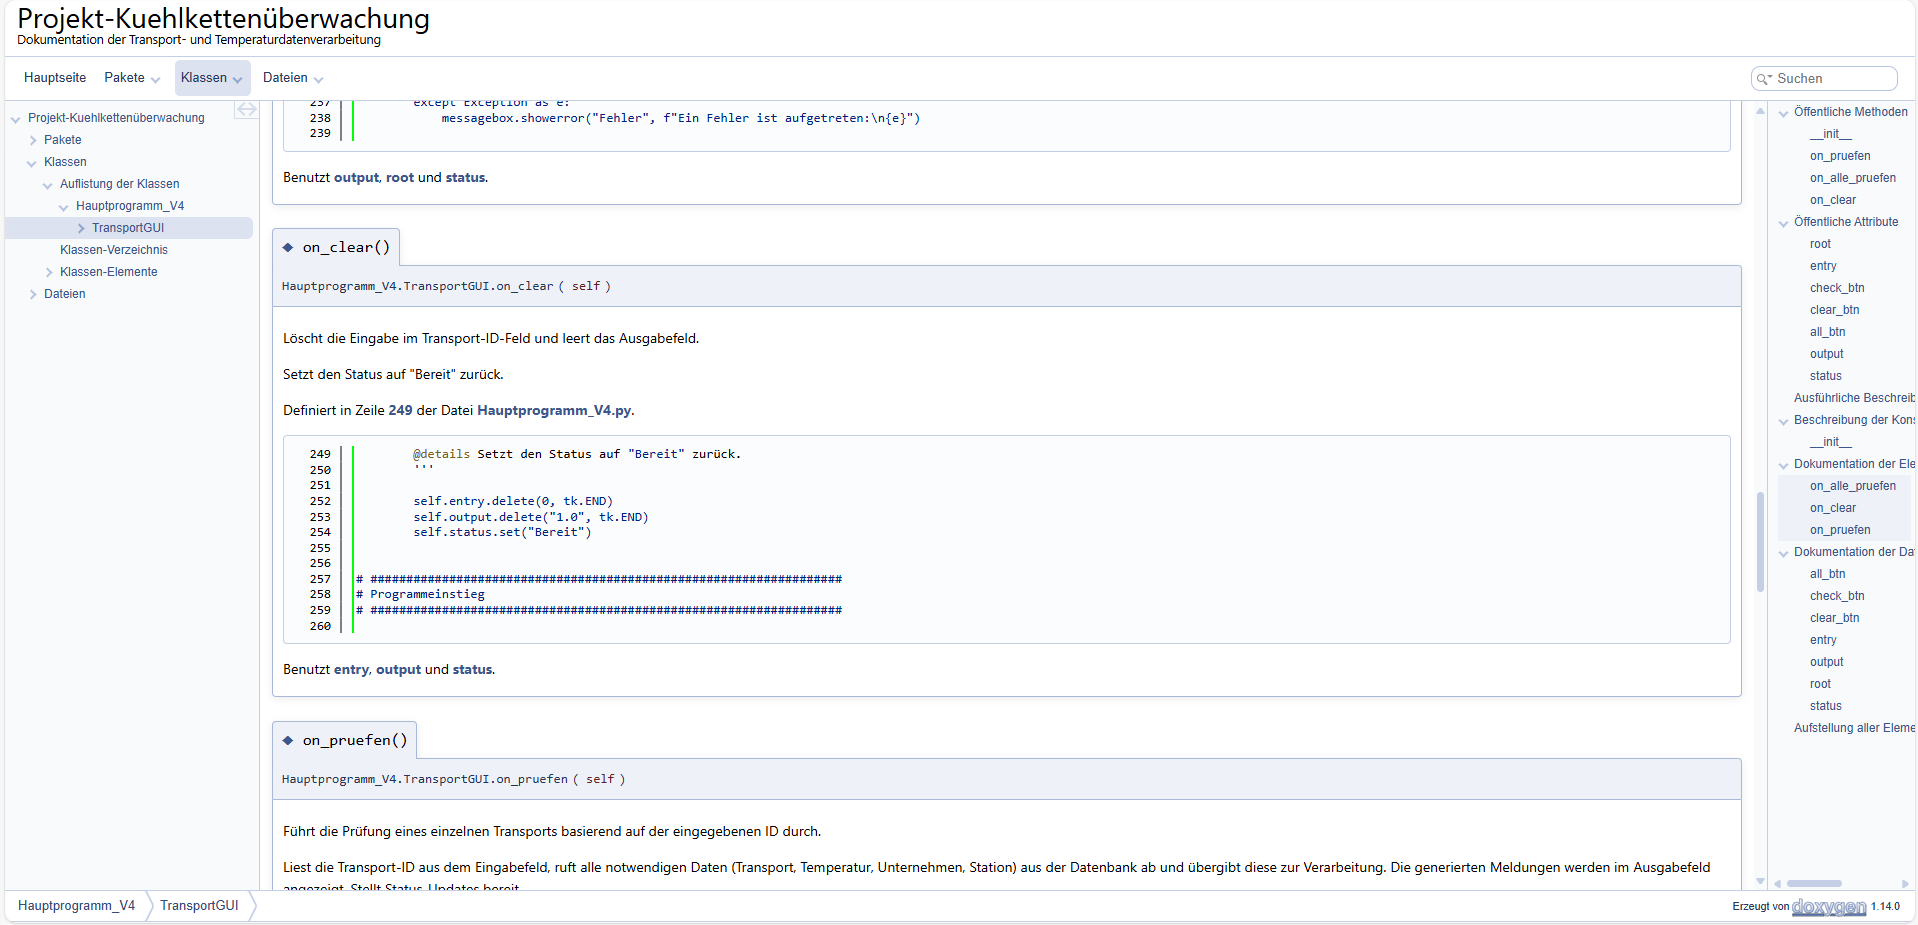 Projekt-Kuehlkettenüberwachung
Dokumentation der Transport- und Temperaturdatenverarbeitung
Hauptseite Pakete Klassen Dateien Suchen
Projekt-Kuehlkettenüberwachung
Pakete
Klassen
Auflistung der Klassen
Hauptprogramm_V4
TransportGUI
Klassen-Verzeichnis
Klassen-Elemente
Dateien
237 except Exception as e:
238 messagebox.showerror("Fehler", f"Ein Fehler ist aufgetreten:\n{e}")
239
Benutzt output, root und status.
◆ on_clear()
Hauptprogramm_V4.TransportGUI.on_clear ( self )
Löscht die Eingabe im Transport-ID-Feld und leert das Ausgabefeld.
Setzt den Status auf "Bereit" zurück.
Definiert in Zeile 249 der Datei Hauptprogramm_V4.py.
249 @details Setzt den Status auf "Bereit" zurück.
250 '''
251
252 self.entry.delete(0, tk.END)
253 self.output.delete("1.0", tk.END)
254 self.status.set("Bereit")
255
256
257 # ##################################################################
258 # Programmeinstieg
259 # ##################################################################
260
Benutzt entry, output und status.
◆ on_pruefen()
Hauptprogramm_V4.TransportGUI.on_pruefen ( self )
Führt die Prüfung eines einzelnen Transports basierend auf der eingegebenen ID durch.
Liest die Transport-ID aus dem Eingabefeld, ruft alle notwendigen Daten (Transport, Temperatur, Unternehmen, Station) aus der Datenbank ab und übergibt diese zur Verarbeitung. Die generierten Meldungen werden im Ausgabefeld
angezeigt. Stellt Status-Updates bereit.
Öffentliche Methoden
__init__
on_pruefen
on_alle_pruefen
on_clear
Öffentliche Attribute
root
entry
check_btn
clear_btn
all_btn
output
status
Ausführliche Beschreib
Beschreibung der Kons
__init__
Dokumentation der Ele
on_alle_pruefen
on_clear
on_pruefen
Dokumentation der Dat
all_btn
check_btn
clear_btn
entry
output
root
status
Aufstellung aller Eleme
Hauptprogramm_V4 TransportGUI
Erzeugt von doxygen 1.14.0